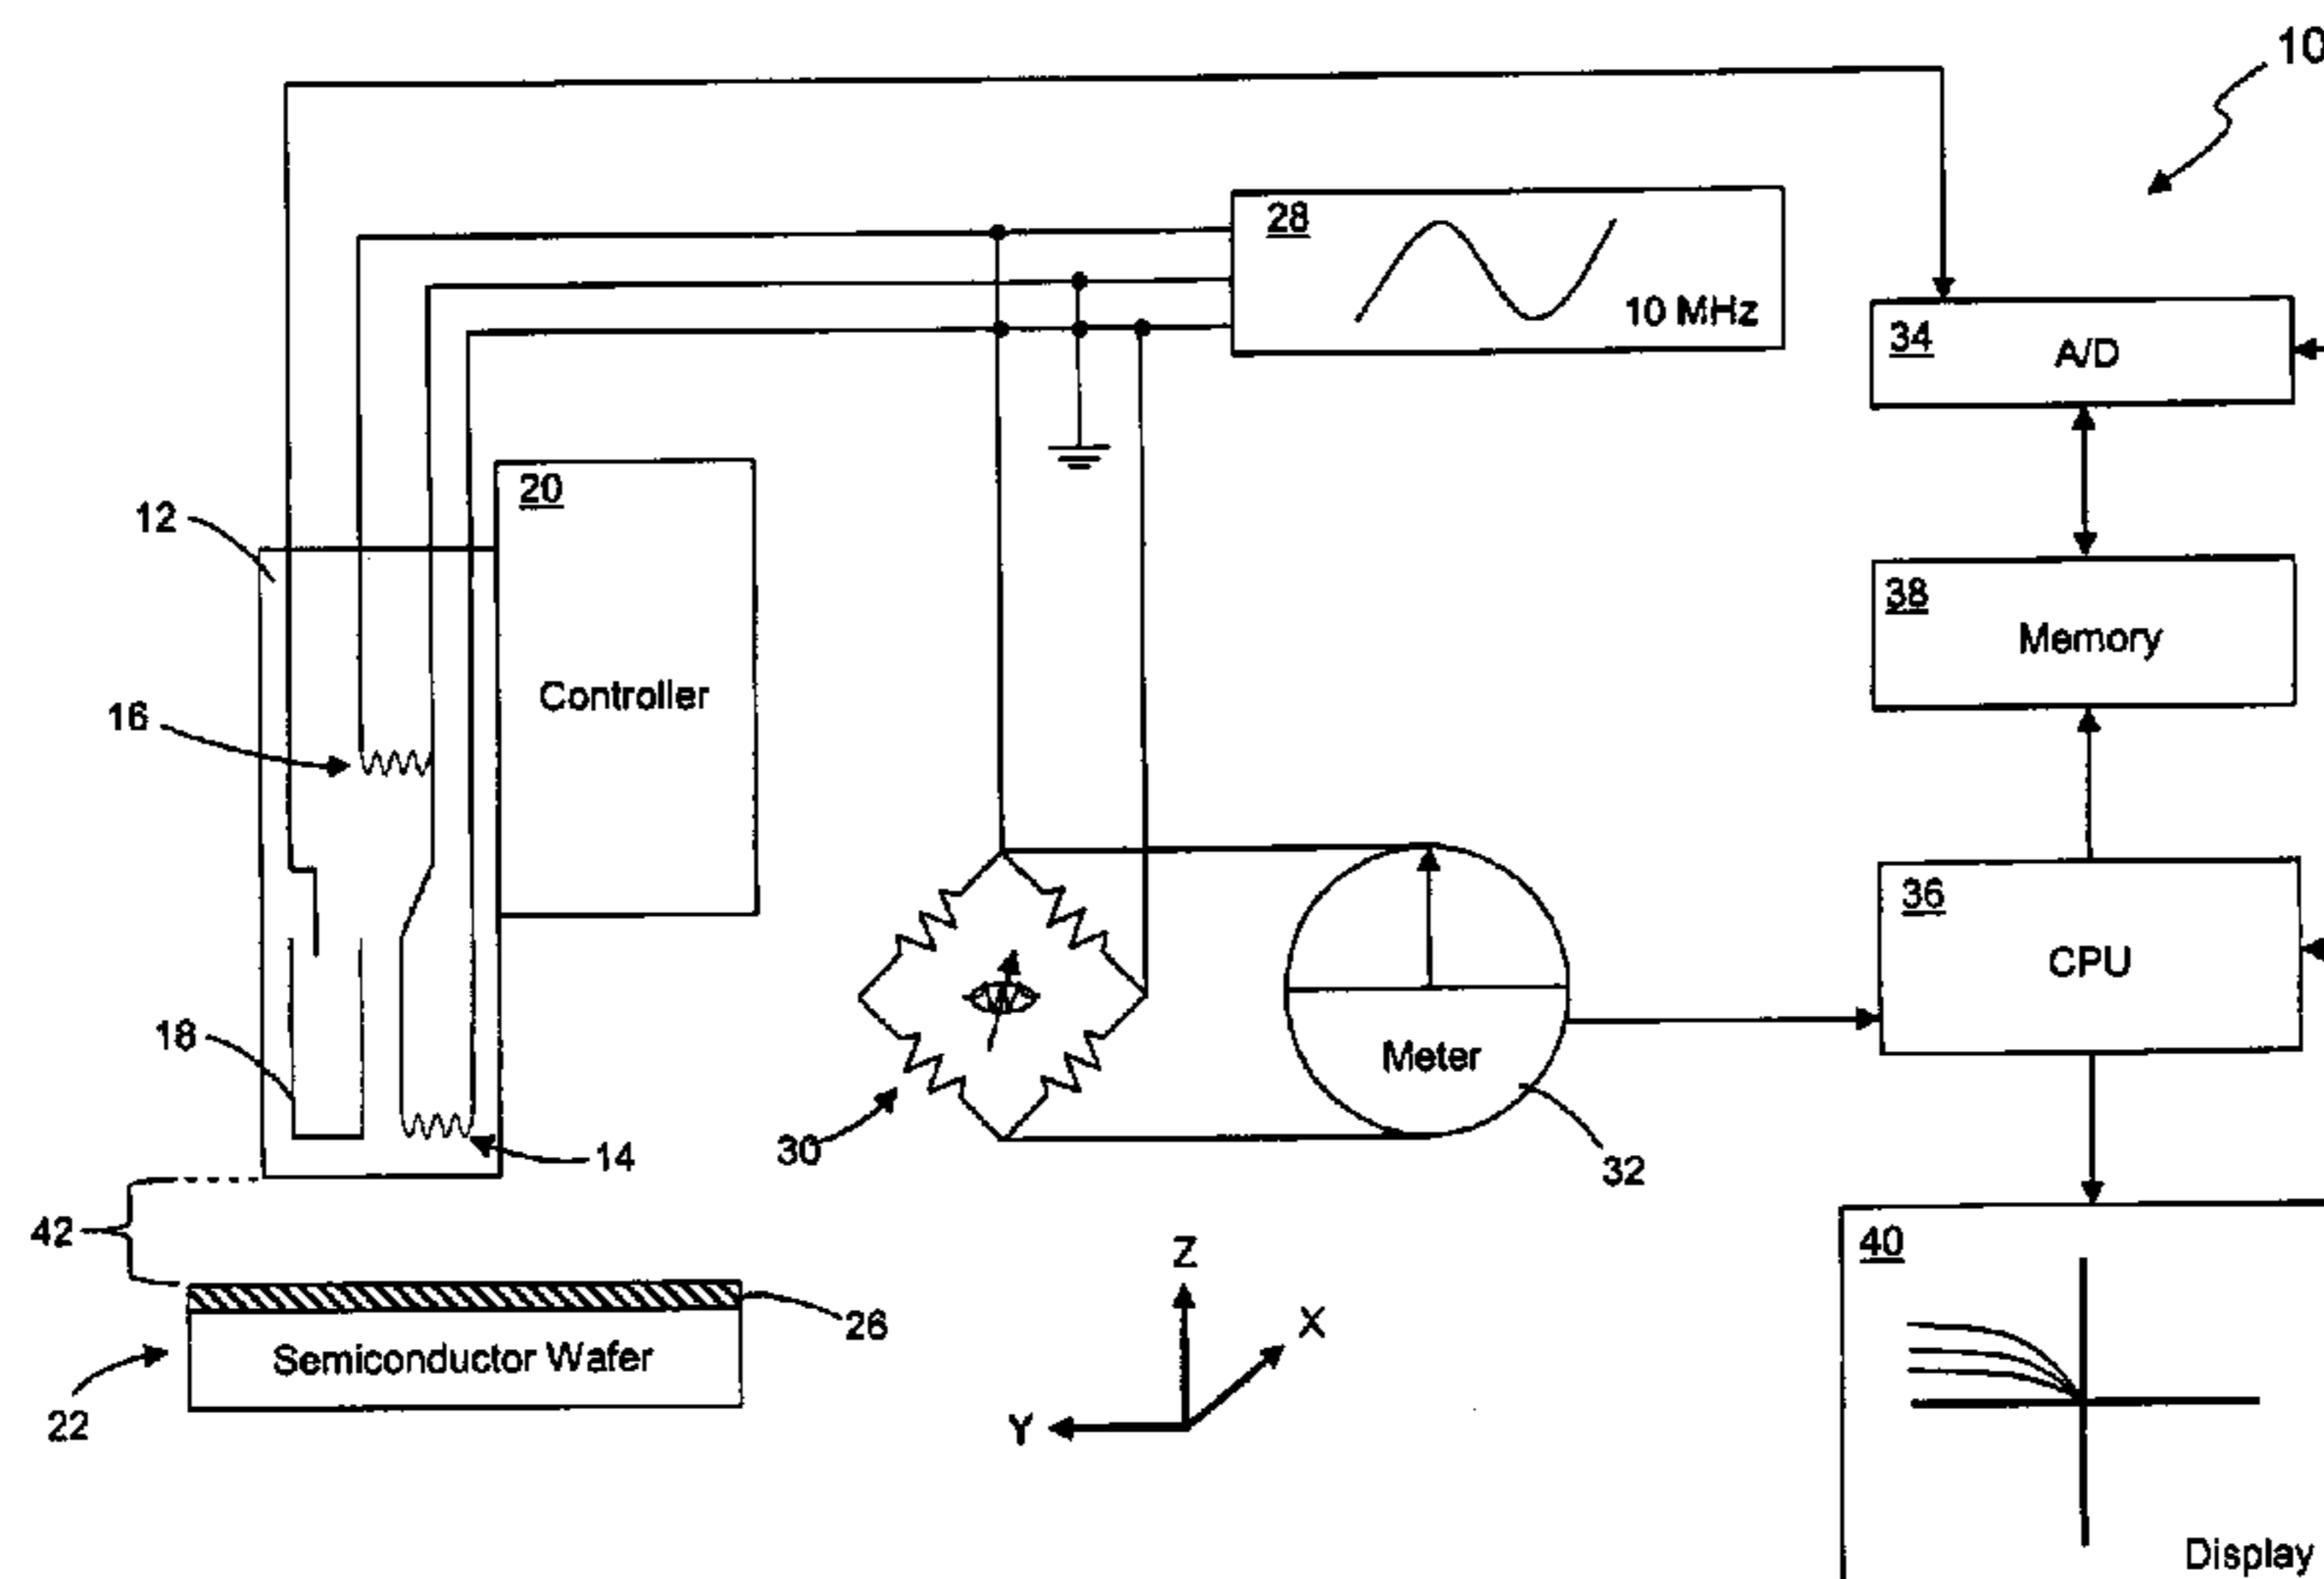 10
28
10 MHz
34
A/D
20
12
Controller
38
Memory
16
36
CPU
18
Meter
14
30
32
42
40
Z
X
26
Semiconductor Wafer
22
Y
Display